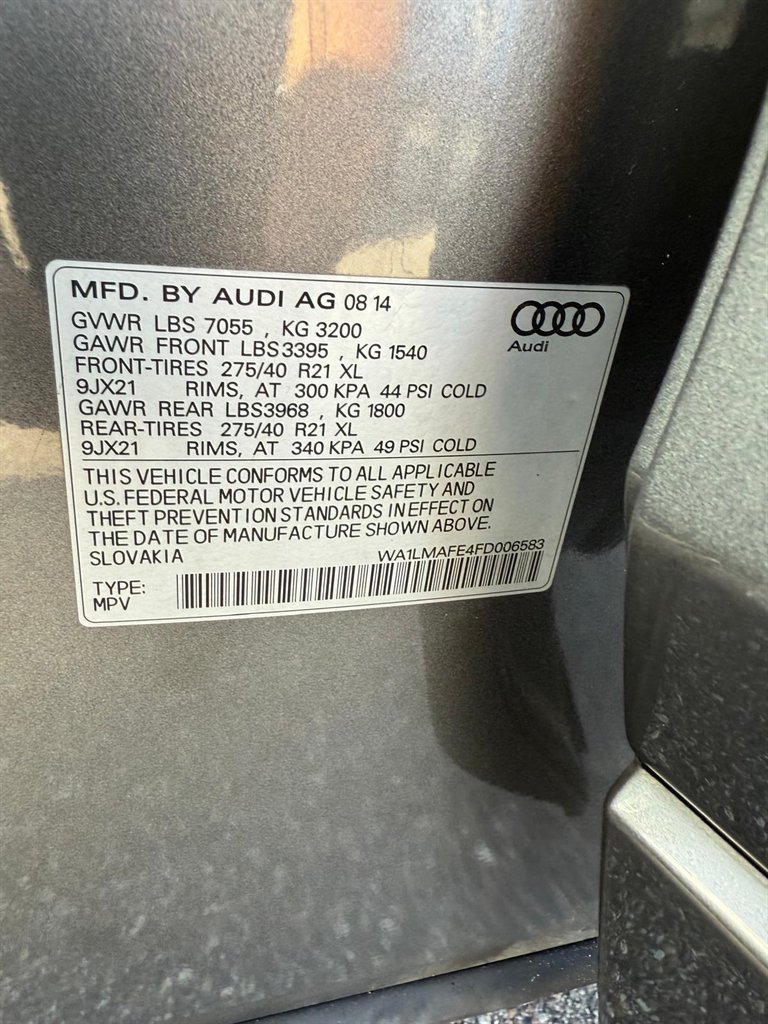 MFD. BY AUDI AG 08 14
GVWR LBS 7055 , KG 3200
GAWR FRONT LBS3395 , KG 1540
FRONT-TIRES 275/40 R21 XL
9JX21 RIMS, AT 300 KPA 44 PSI COLD
GAWR REAR LBS3968 , KG 1800
REAR-TIRES 275/40 R21 XL
9JX21 RIMS, AT 340 KPA 49 PSI COLD
Audi
THIS VEHICLE CONFORMS TO ALL APPLICABLE
U.S. FEDERAL MOTOR VEHICLE SAFETY AND
THEFT PREVENTION STANDARDS IN EFFECT ON
THE DATE OF MANUFACTURE SHOWN ABOVE.
SLOVAKIA WA1LMAFE4FD006583
TYPE:
MPV